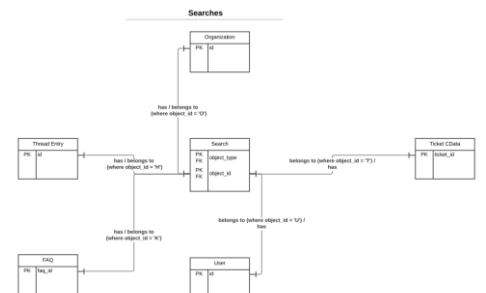 Searches
Organization
PK id
has / belongs to
(where object_id = 'O')
Thread Entry
PK id
has / belongs to
(where object_id = 'H')
Search
PK
FK object_type
PK
FK object_id
belongs to (where object_id = 'T') /
has
Ticket CData
PK ticket_id
has / belongs to
(where object_id = 'K')
belongs to (where object_id = 'U') /
has
FAQ
PK faq_id
User
PK id